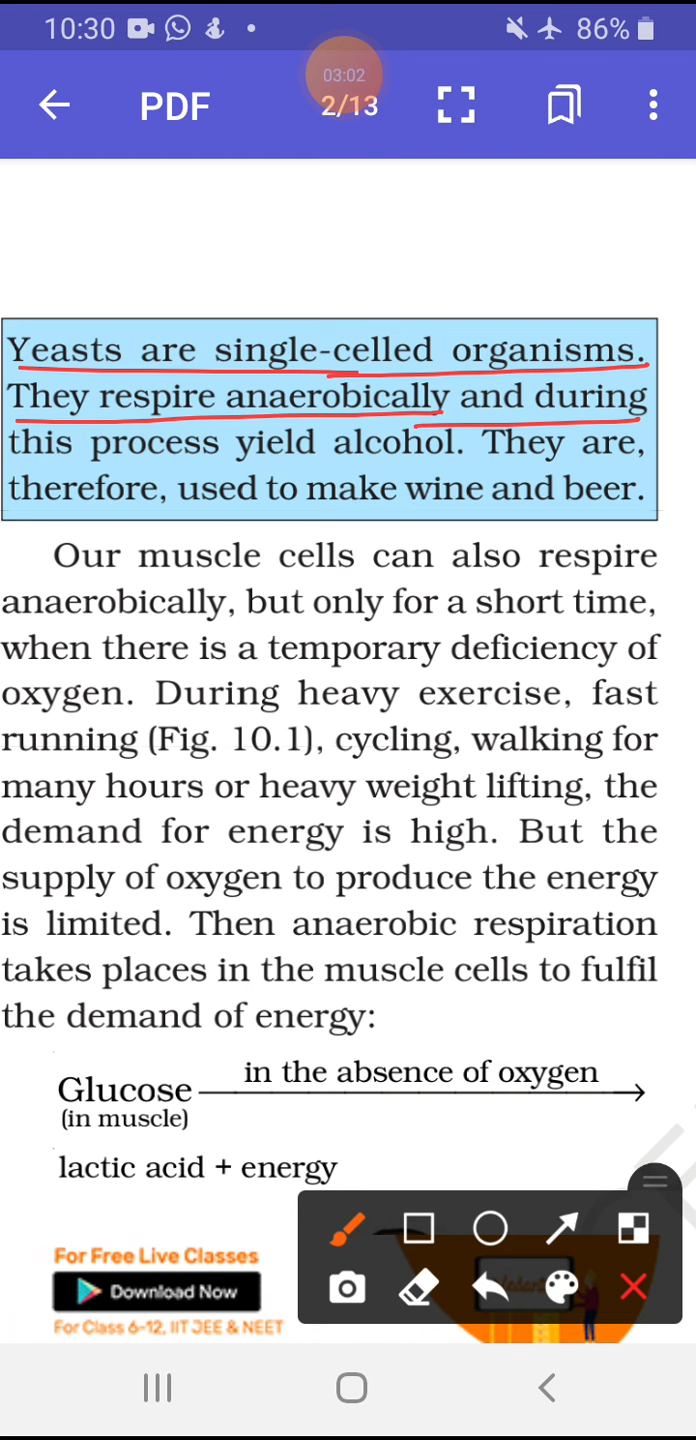 10:30 86%
03:02
PDF 2/13
Yeasts are single-celled organisms.
They respire anaerobically and during
this process yield alcohol. They are,
therefore, used to make wine and beer.
Our muscle cells can also respire
anaerobically, but only for a short time,
when there is a temporary deficiency of
oxygen. During heavy exercise, fast
running (Fig. 10.1), cycling, walking for
many hours or heavy weight lifting, the
demand for energy is high. But the
supply of oxygen to produce the energy
is limited. Then anaerobic respiration
takes places in the muscle cells to fulfil
the demand of energy:
in the absence of oxygen
Glucose
(in muscle)
lactic acid + energy
For Free Live Classes
Download Now
For Class 6-12, IIT JEE & NEET